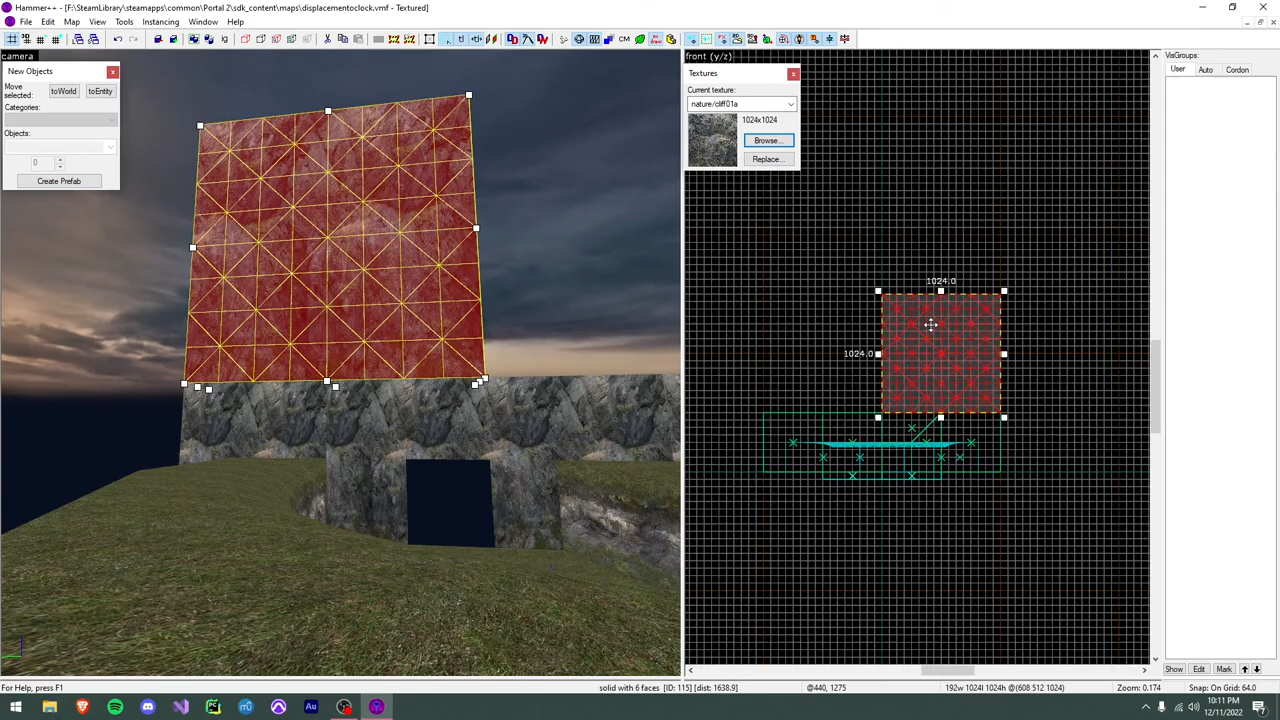 Hammer++ - [F:\SteamLibrary\steamapps\common\Portal 2\sdk_content\maps\displacementoclock.vmf - Textured]
File Edit Map View Tools Instancing Window Help
camera
New Objects
Move selected:
toWorld toEntity
Categories:
Objects:
0
Create Prefab
front (y/z)
Textures
Current texture:
nature/cliff01a
1024x1024
Browse...
Replace...
1024.0
1024.0
VisGroups:
User Auto Cordon
Show Edit Mark
For Help, press F1
solid with 6 faces [ID: 115] [dist: 1638.9]
@440, 1275
192w 1024l 1024h @(608 512 1024)
Zoom: 0.174
Snap: On Grid: 64.0
10:11 PM
12/11/2022